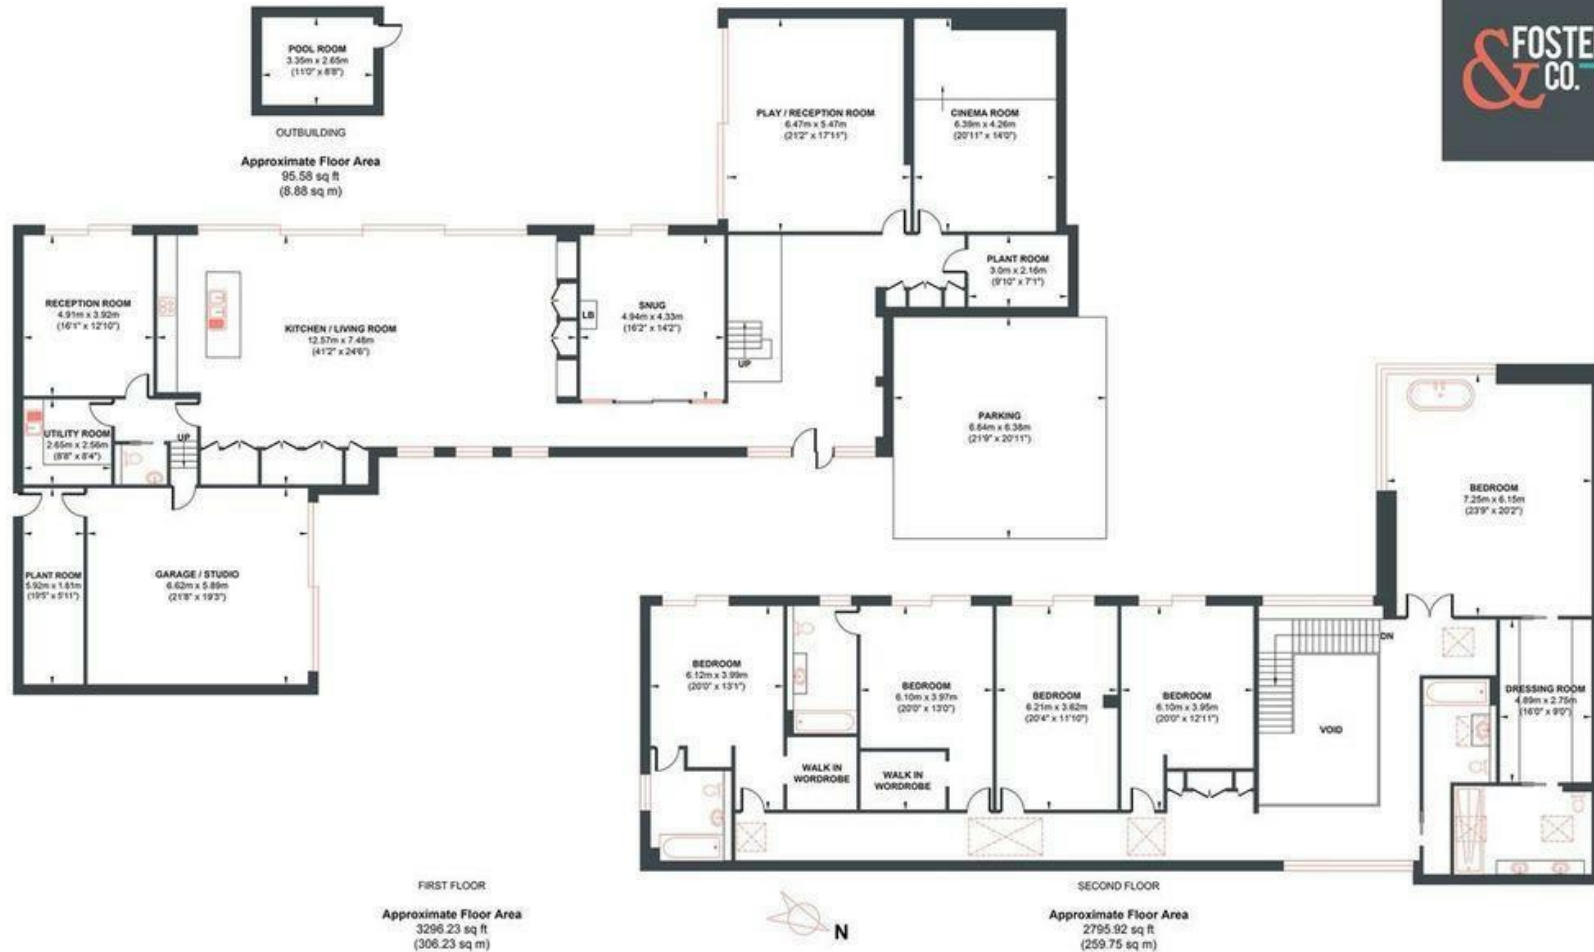 POOL ROOM
3.35m x 2.65m
(11'0" x 8'8")
OUTBUILDING
Approximate Floor Area
95.58 sq ft
(8.88 sq m)
PLAY / RECEPTION ROOM
6.47m x 5.47m
(21'2" x 17'11")
CINEMA ROOM
6.39m x 4.26m
(20'11" x 14'0")
&
CO.
RECEPTION ROOM
4.91m x 3.92m
(16'1" x 12'10")
KITCHEN / LIVING ROOM
12.57m x 7.48m
(41'2" x 24'6")
LB
SNUG
4.94m x 4.33m
(16'2" x 14'2")
UP
PLANT ROOM
3.0m x 2.16m
(9'10" x 7'1")
PARKING
6.64m x 6.38m
(21'9" x 20'11")
UTILITY ROOM
2.65m x 2.56m
(8'8" x 8'4")
UP
PLANT ROOM
5.92m x 1.81m
(19'5" x 5'11")
GARAGE / STUDIO
6.62m x 5.89m
(21'8" x 19'3")
BEDROOM
7.25m x 6.15m
(23'9" x 20'2")
BEDROOM
6.12m x 3.99m
(20'0" x 13'1")
BEDROOM
6.10m x 3.97m
(20'0" x 13'0")
BEDROOM
6.21m x 3.62m
(20'4" x 11'10")
BEDROOM
6.10m x 3.95m
(20'0" x 12'11")
DN
VOID
DRESSING ROOM
4.89m x 2.75m
(16'0" x 9'0")
WALK IN
WORDROBE
WALK IN
WORDROBE
FIRST FLOOR
Approximate Floor Area
3296.23 sq ft
(306.23 sq m)
N
SECOND FLOOR
Approximate Floor Area
2795.92 sq ft
(259.75 sq m)